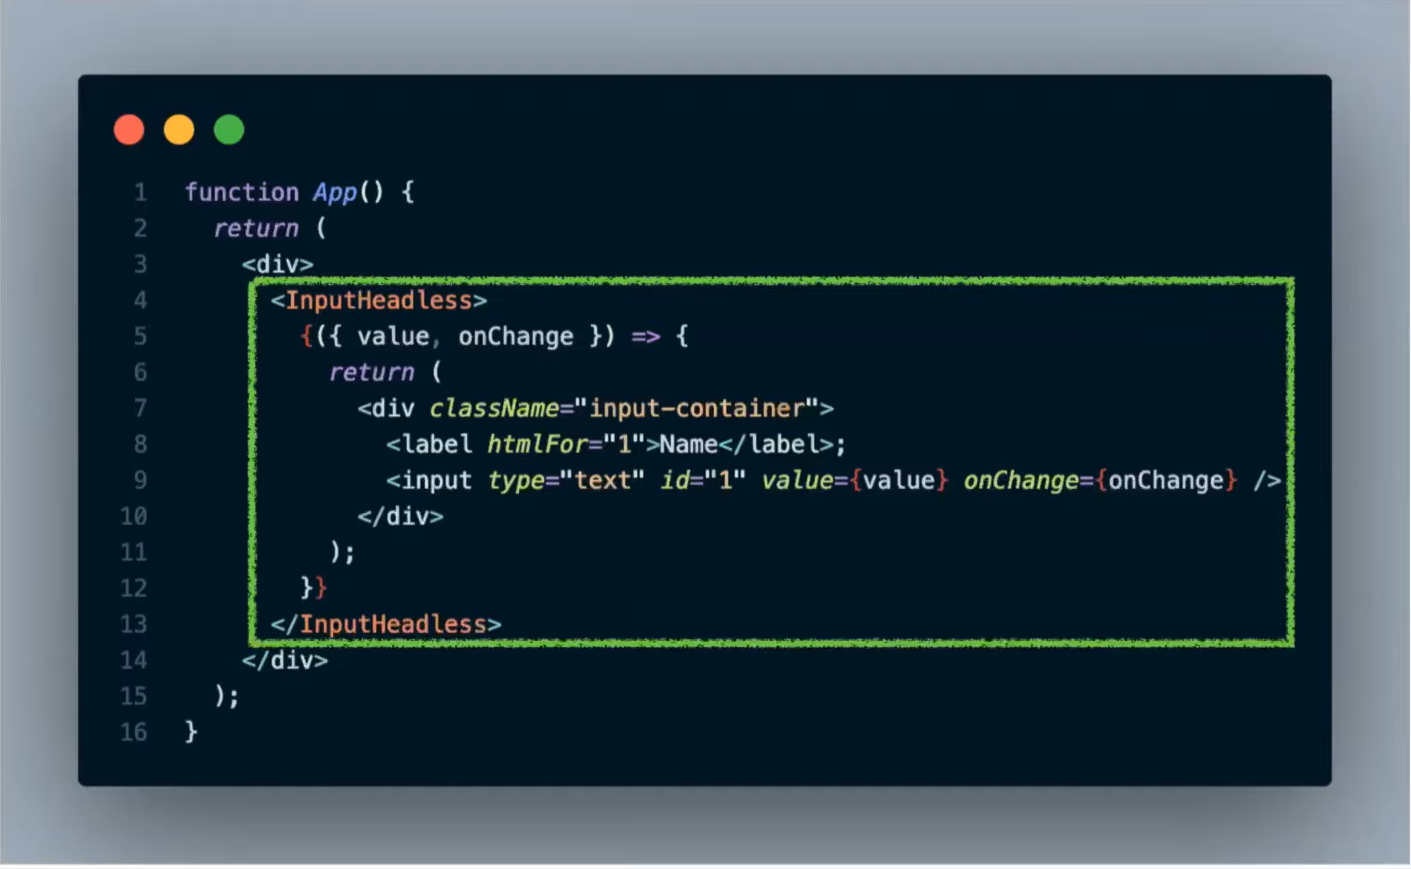 1 function App() {
2 return (
3 <div>
4 <InputHeadless>
5 {({ value, onChange }) => {
6 return (
7 <div className="input-container">
8 <label htmlFor="1">Name</label>;
9 <input type="text" id="1" value={value} onChange={onChange} />
10 </div>
11 );
12 }}
13 </InputHeadless>
14 </div>
15 );
16 }